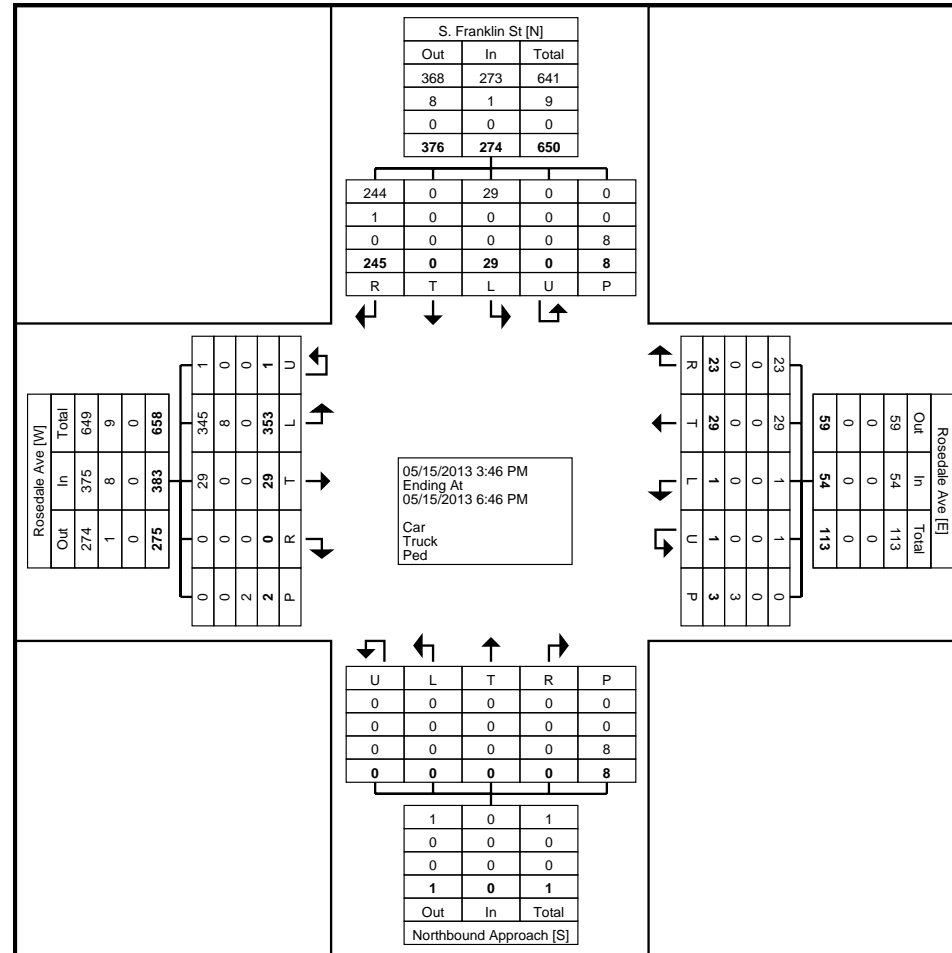 S. Franklin St [N]
Out In Total
368 273 641
8 1 9
0 0 0
376 274 650
244 0 29 0 0
1 0 0 0 0
0 0 0 0 8
245 0 29 0 8
R T L U P
Rosedale Ave [W]
Total 649 9 0 658
In 375 8 0 383
Out 274 1 0 275
1 0 0 1 U
345 8 0 353 L
29 0 0 29 T
0 0 0 0 R
0 0 2 2 P
05/15/2013 3:46 PM
Ending At
05/15/2013 6:46 PM
Car
Truck
Ped
R 23 0 0 23
T 29 0 0 29
L 1 0 0 1
U 1 0 0 1
P 3 3 0 0
59 0 0 59 Out
54 0 0 54 In
113 0 0 113 Total
Rosedale Ave [E]
U L T R P
0 0 0 0 0
0 0 0 0 0
0 0 0 0 8
0 0 0 0 8
1 0 1
0 0 0
0 0 0
1 0 1
Out In Total
Northbound Approach [S]